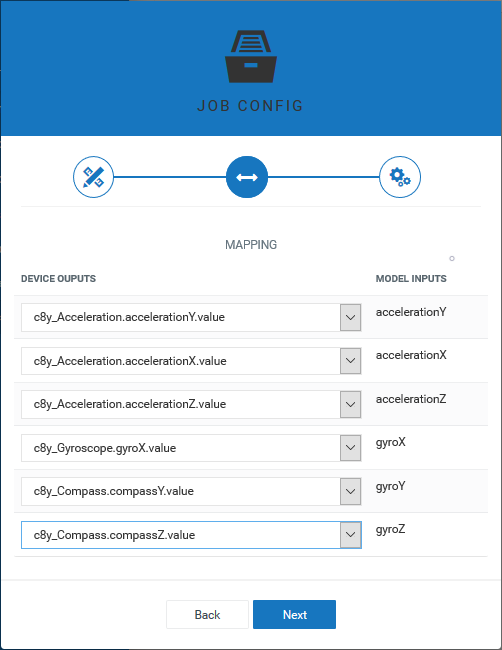 JOB CONFIG
MAPPING
DEVICE OUPUTS MODEL INPUTS
c8y_Acceleration.accelerationY.value accelerationY
c8y_Acceleration.accelerationX.value accelerationX
c8y_Acceleration.accelerationZ.value accelerationZ
c8y_Gyroscope.gyroX.value gyroX
c8y_Compass.compassY.value gyroY
c8y_Compass.compassZ.value gyroZ
Back Next